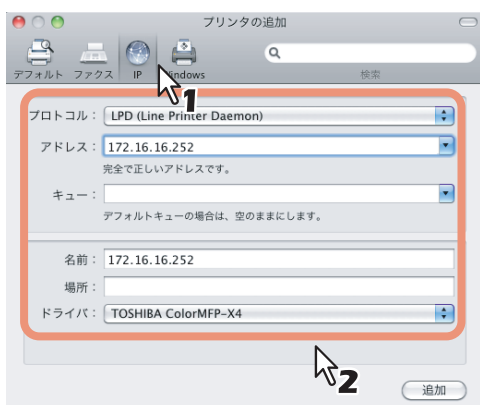 プリンタの追加
デフォルト ファクス IP Windows 検索
1
プロトコル： LPD (Line Printer Daemon)
アドレス： 172.16.16.252
完全で正しいアドレスです。
キュー：
デフォルトキューの場合は、空のままにします。
名前： 172.16.16.252
場所：
ドライバ： TOSHIBA ColorMFP-X4
2
追加